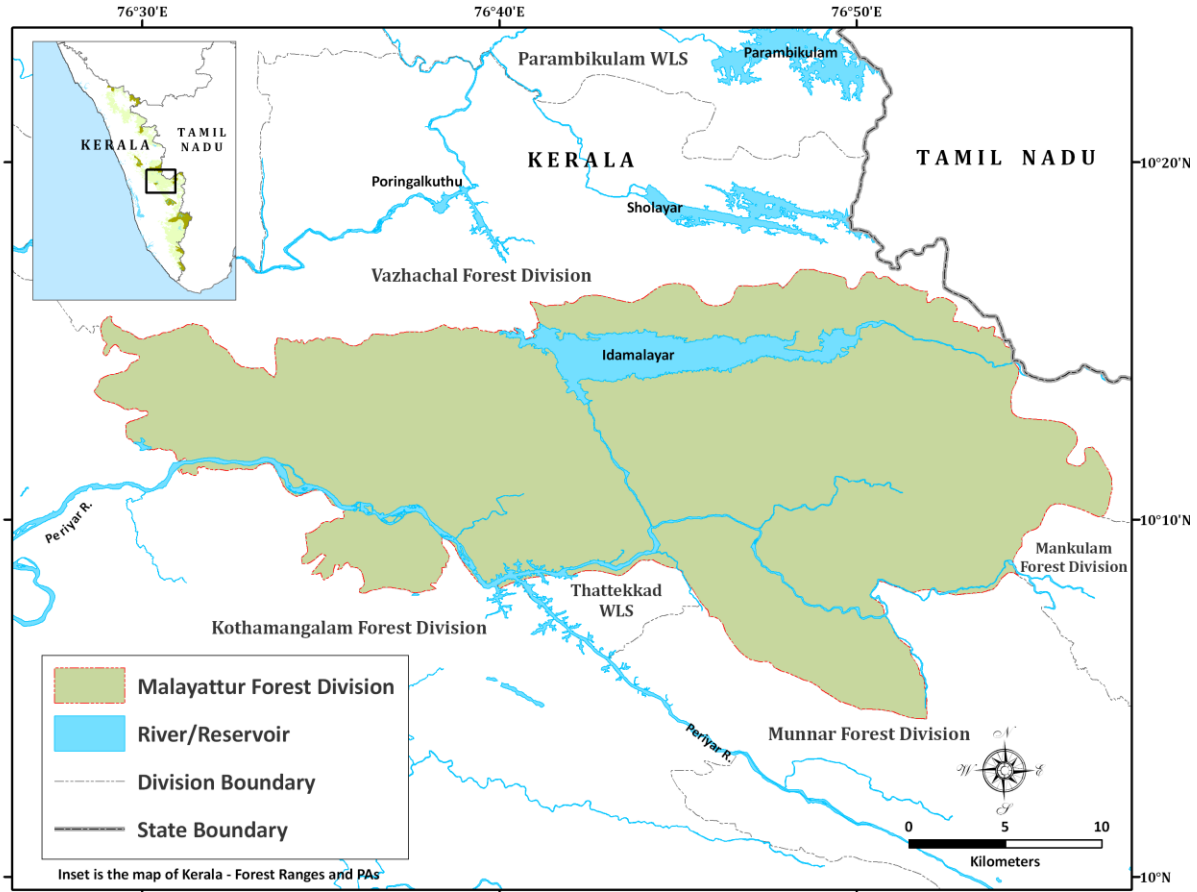 76°30'E
76°40'E
76°50'E
Parambikulam WLS
Parambikulam
KERALA
TAMIL
NADU
KERALA
TAMIL NADU
10°20'N
Poringalkuthu
Sholayar
Vazhachal Forest Division
Idamalayar
Periyar R.
10°10'N
Mankulam
Forest Division
Thattekkad
WLS
Kothamangalam Forest Division
Malayattur Forest Division
River/Reservoir
Division Boundary
State Boundary
Periyar R.
Munnar Forest Division
N
W
E
S
0
5
10
Kilometers
Inset is the map of Kerala - Forest Ranges and PAs
10°N